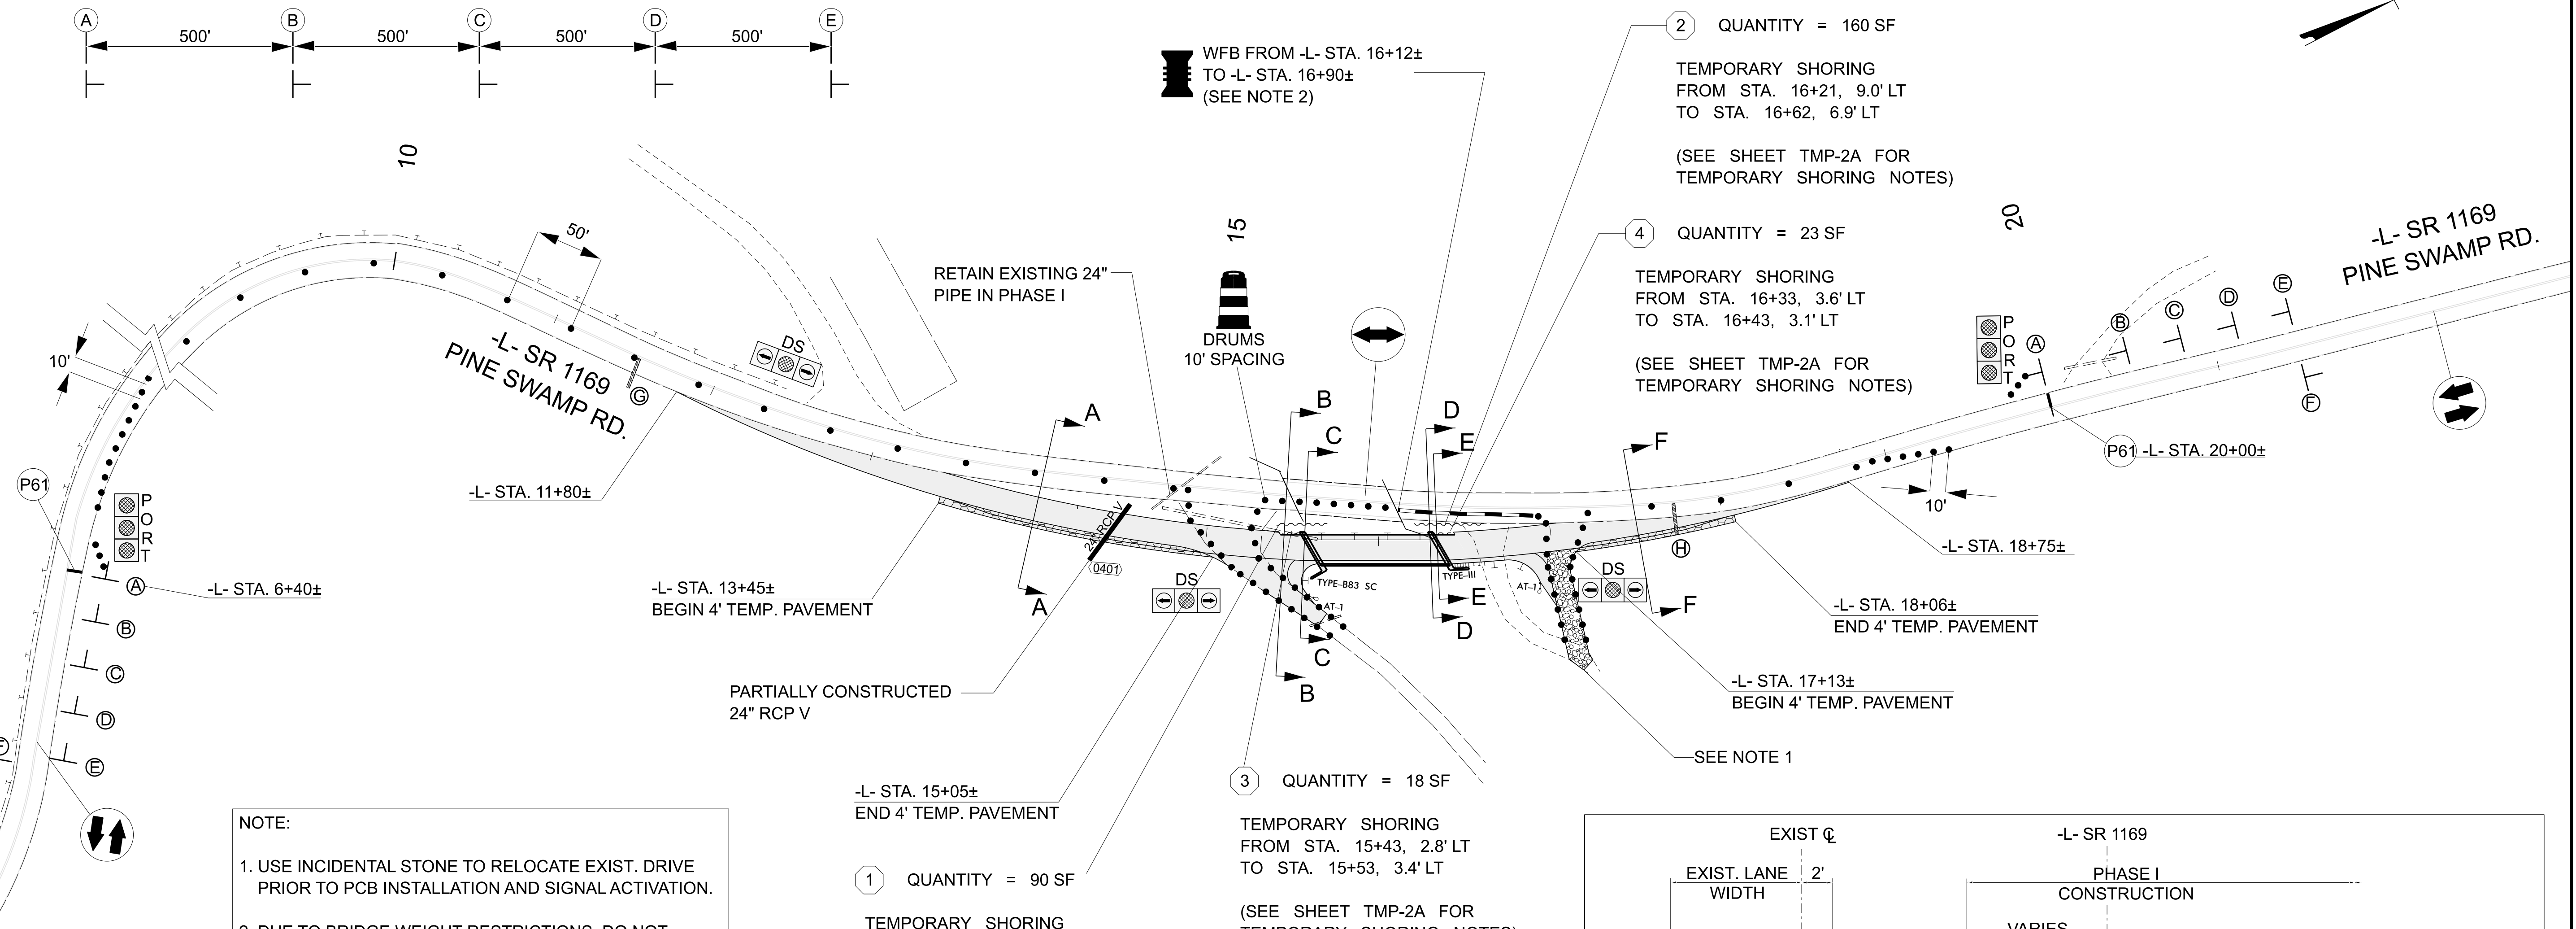 A B C D E
500' 500' 500' 500'
WFB FROM -L- STA. 16+12±
TO -L- STA. 16+90±
(SEE NOTE 2)
2 QUANTITY = 160 SF
TEMPORARY SHORING
FROM STA. 16+21, 9.0' LT
TO STA. 16+62, 6.9' LT
(SEE SHEET TMP-2A FOR
TEMPORARY SHORING NOTES)
4 QUANTITY = 23 SF
TEMPORARY SHORING
FROM STA. 16+33, 3.6' LT
TO STA. 16+43, 3.1' LT
(SEE SHEET TMP-2A FOR
TEMPORARY SHORING NOTES)
10
15
20
50'
10'
-L- SR 1169
PINE SWAMP RD.
-L- SR 1169
PINE SWAMP RD.
RETAIN EXISTING 24"
PIPE IN PHASE I
DRUMS
10' SPACING
DS
G
A
B
C
D
E
F
PORT
A
B
C
D
E
F
P61 -L- STA. 20+00±
10'
-L- STA. 18+75±
H
P61
PORT
A
B
C
D
E
F
-L- STA. 6+40±
-L- STA. 11+80±
-L- STA. 13+45±
BEGIN 4' TEMP. PAVEMENT
24" RCP V
0401
DS
TYPE-B83 SC
AT-1
TYPE-III
AT-1
DS
A
B
C
D
E
F
-L- STA. 18+06±
END 4' TEMP. PAVEMENT
-L- STA. 17+13±
BEGIN 4' TEMP. PAVEMENT
SEE NOTE 1
PARTIALLY CONSTRUCTED
24" RCP V
-L- STA. 15+05±
END 4' TEMP. PAVEMENT
1 QUANTITY = 90 SF
TEMPORARY SHORING
3 QUANTITY = 18 SF
TEMPORARY SHORING
FROM STA. 15+43, 2.8' LT
TO STA. 15+53, 3.4' LT
(SEE SHEET TMP-2A FOR
TEMPORARY SHORING NOTES)
NOTE:
1. USE INCIDENTAL STONE TO RELOCATE EXIST. DRIVE
PRIOR TO PCB INSTALLATION AND SIGNAL ACTIVATION.
2. DUE TO BRIDGE WEIGHT RESTRICTIONS, DO NOT
EXIST ℄
-L- SR 1169
EXIST. LANE
WIDTH
2'
PHASE I
CONSTRUCTION
VARIES